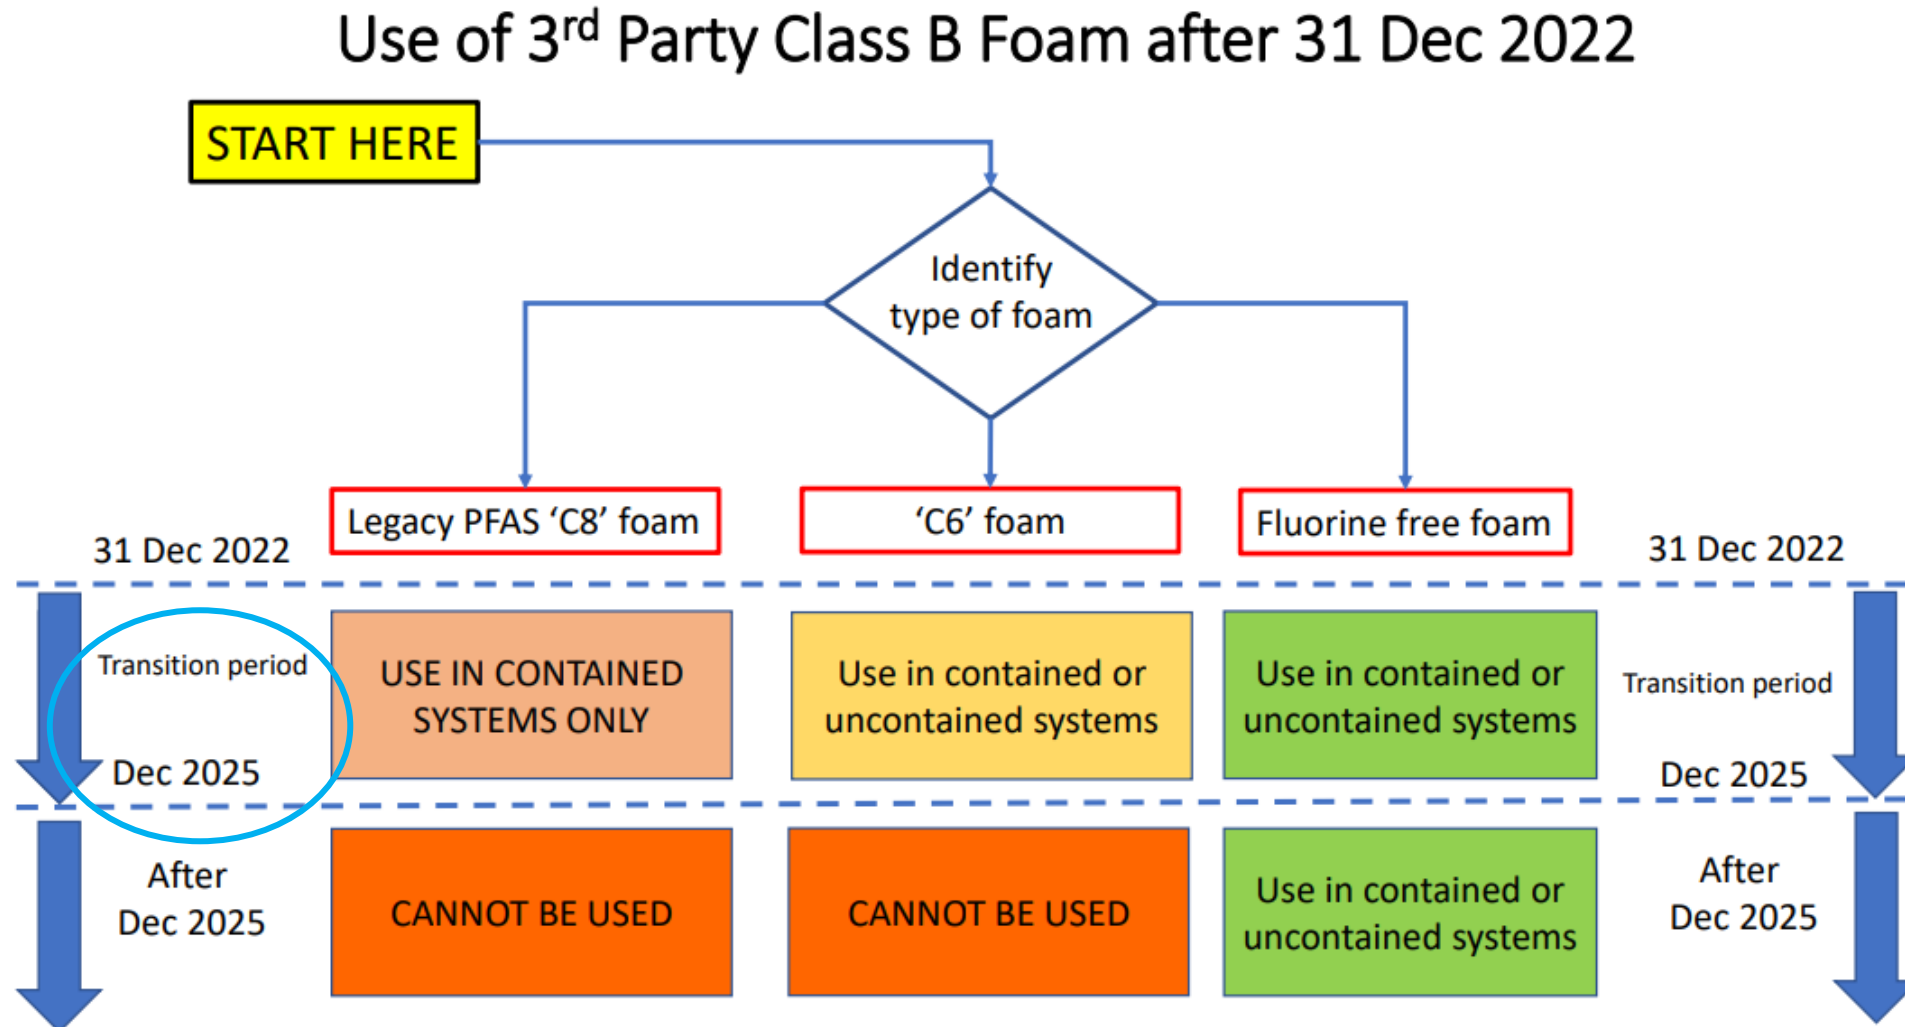 Use of 3rd Party Class B Foam after 31 Dec 2022
START HERE
Identify
type of foam
Legacy PFAS ‘C8’ foam
‘C6’ foam
Fluorine free foam
31 Dec 2022
31 Dec 2022
Transition period
USE IN CONTAINED
SYSTEMS ONLY
Use in contained or
uncontained systems
Use in contained or
uncontained systems
Transition period
Dec 2025
Dec 2025
After
Dec 2025
CANNOT BE USED
CANNOT BE USED
Use in contained or
uncontained systems
After
Dec 2025